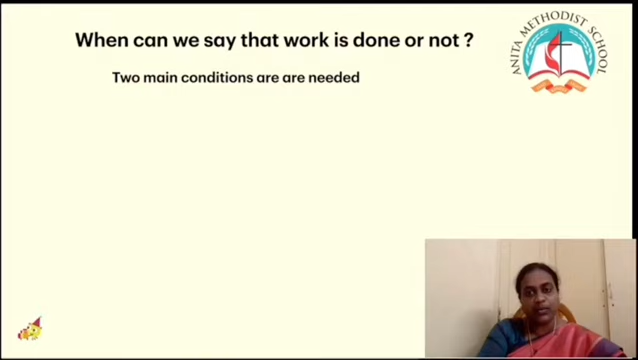 When can we say that work is done or not ?
Two main conditions are are needed
ANITA METHODIST SCHOOL